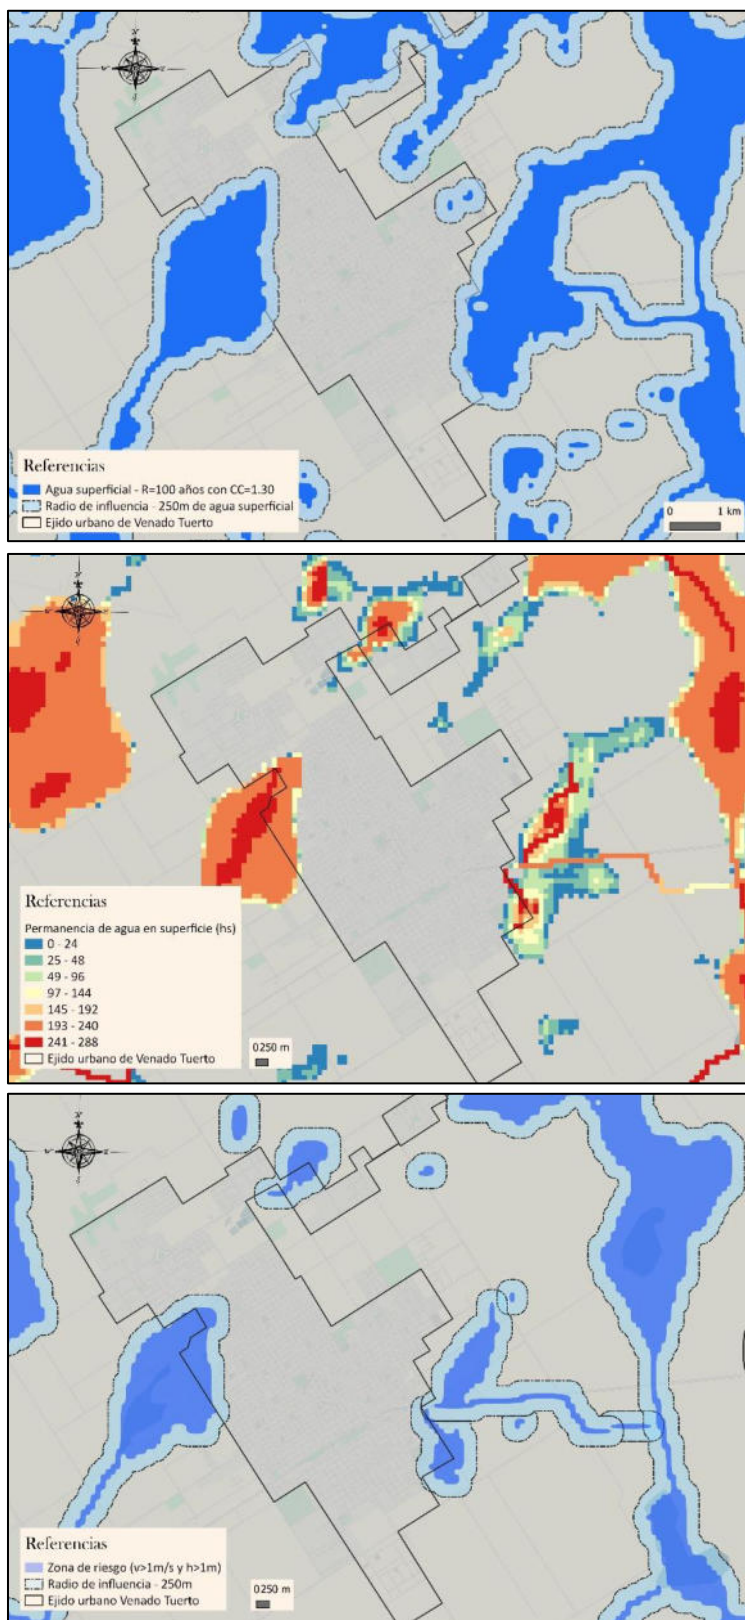 Referencias
Agua superficial - R=100 años con CC=1.30
Radio de influencia - 250m de agua superficial
Ejido urbano de Venado Tuerto
0 1 km
Referencias
Permanencia de agua en superficie (hs)
0 - 24
25 - 48
49 - 96
97 - 144
145 - 192
193 - 240
241 - 288
Ejido urbano de Venado Tuerto
0250 m
Referencias
Zona de riesgo (v>1m/s y h>1m)
Radio de influencia - 250m
Ejido urbano Venado Tuerto
0250 m